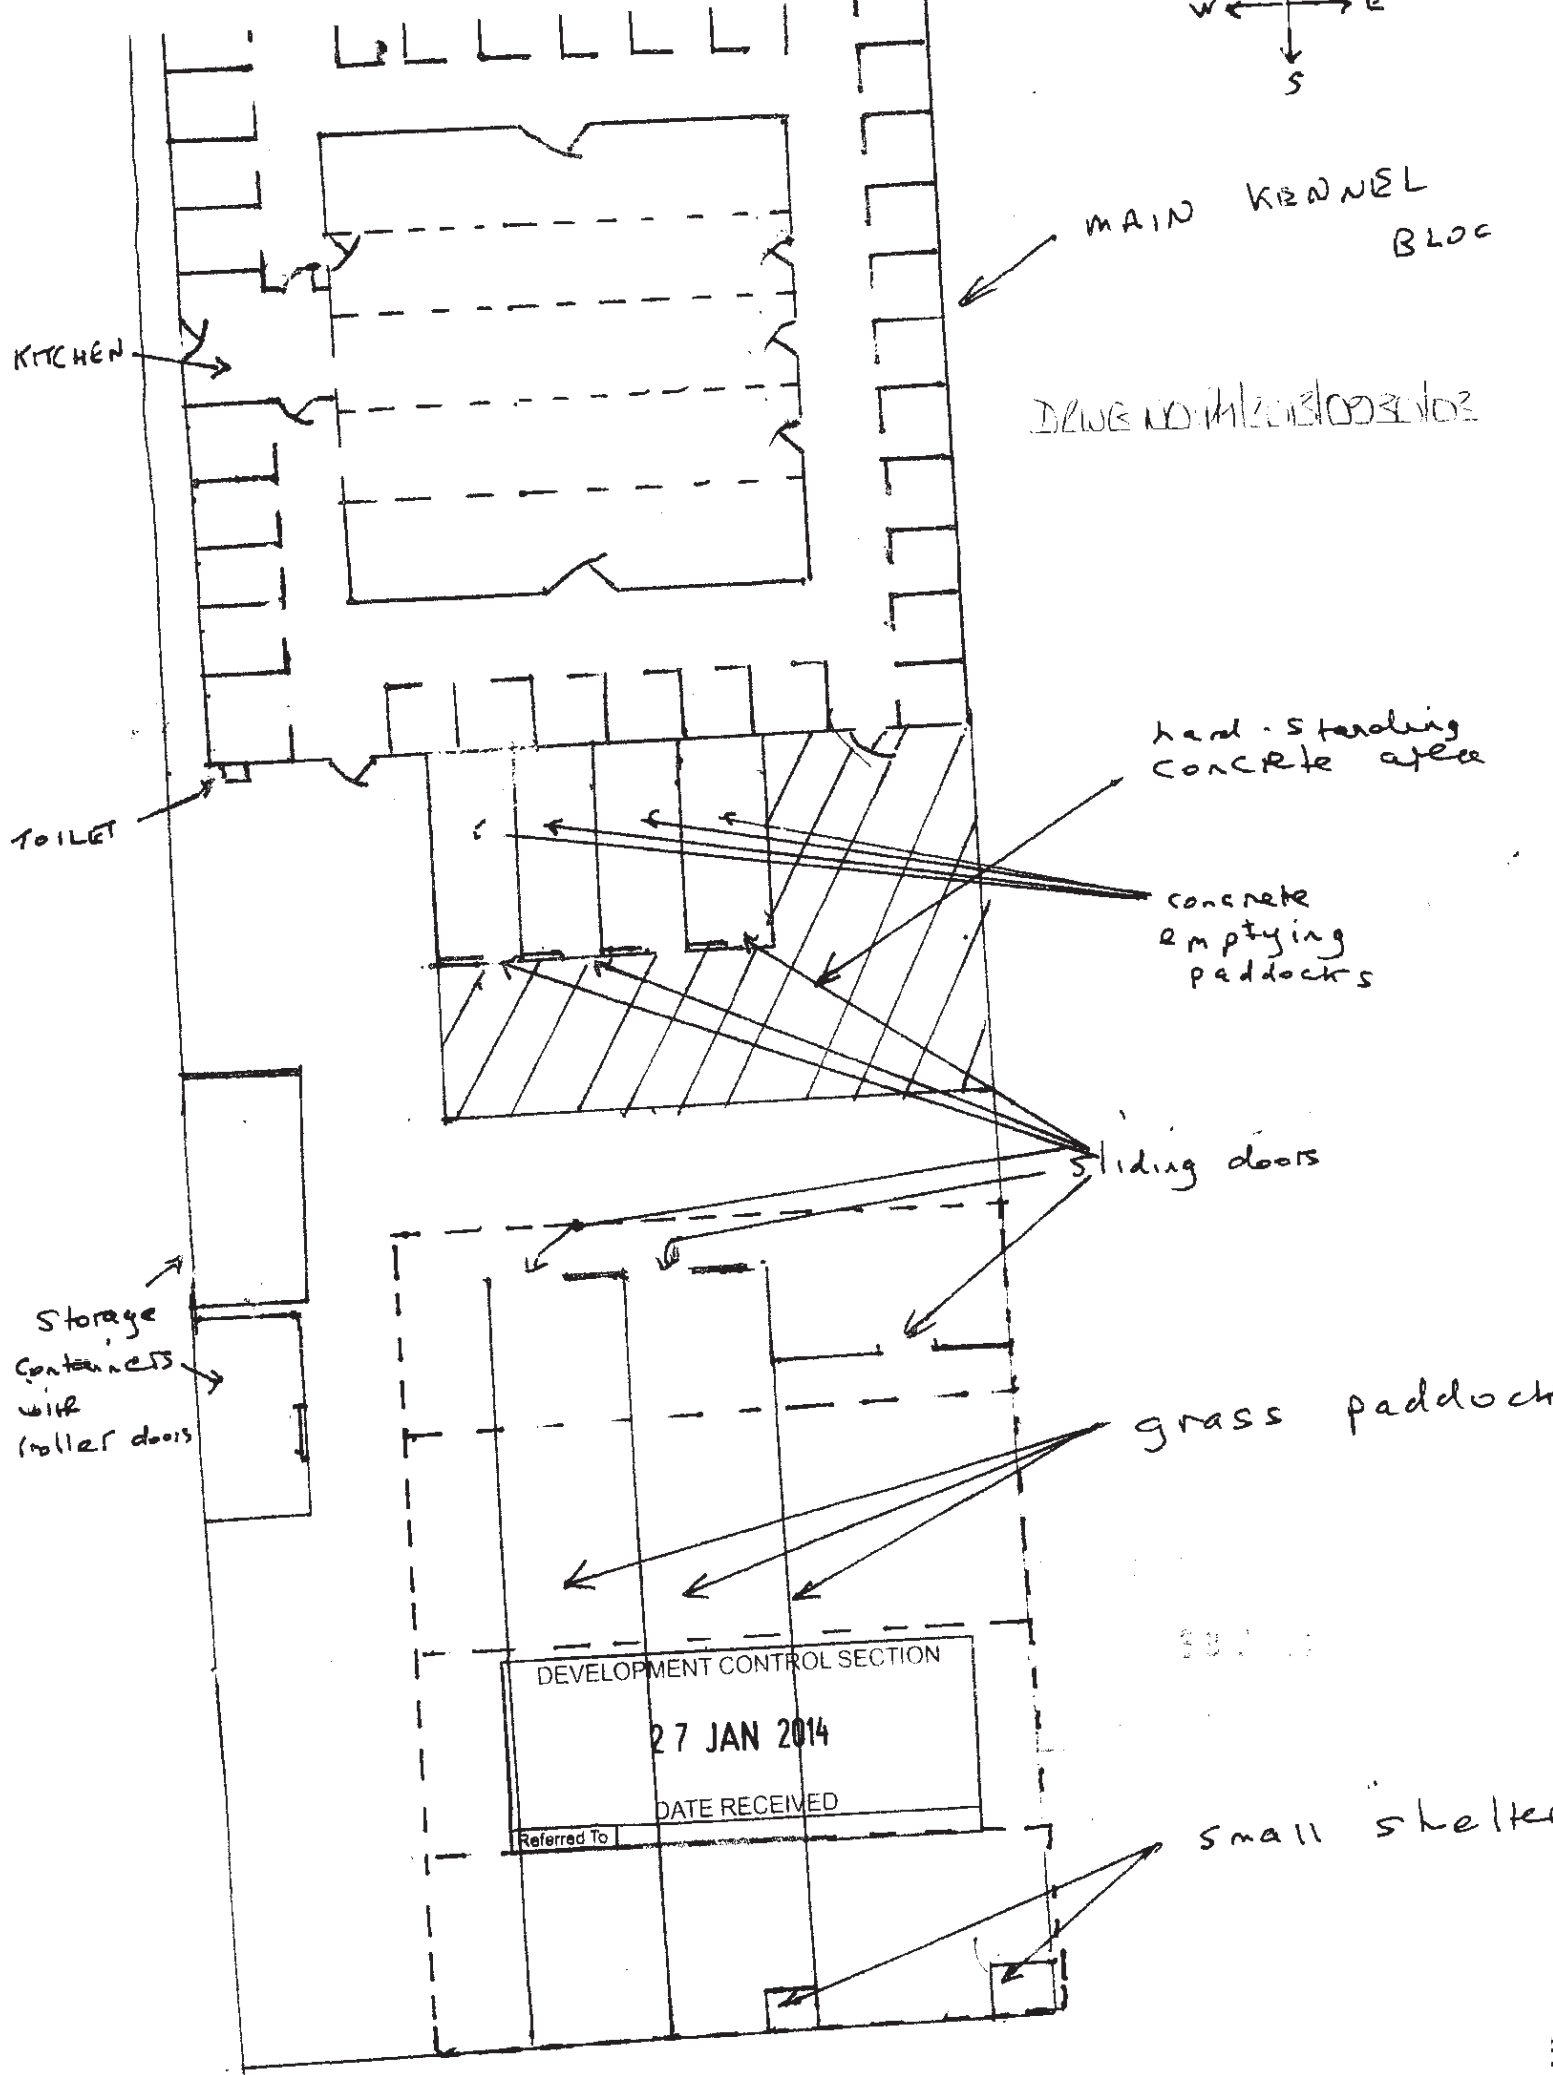 W E
S
MAIN KENNEL
BLOC
KITCHEN
hard-standing
concrete area
TOILET
concrete
emptying
paddocks
sliding doors
Storage
containers
with
roller doors
grass paddock
DEVELOPMENT CONTROL SECTION
27 JAN 2014
DATE RECEIVED
Referred To
small shelter